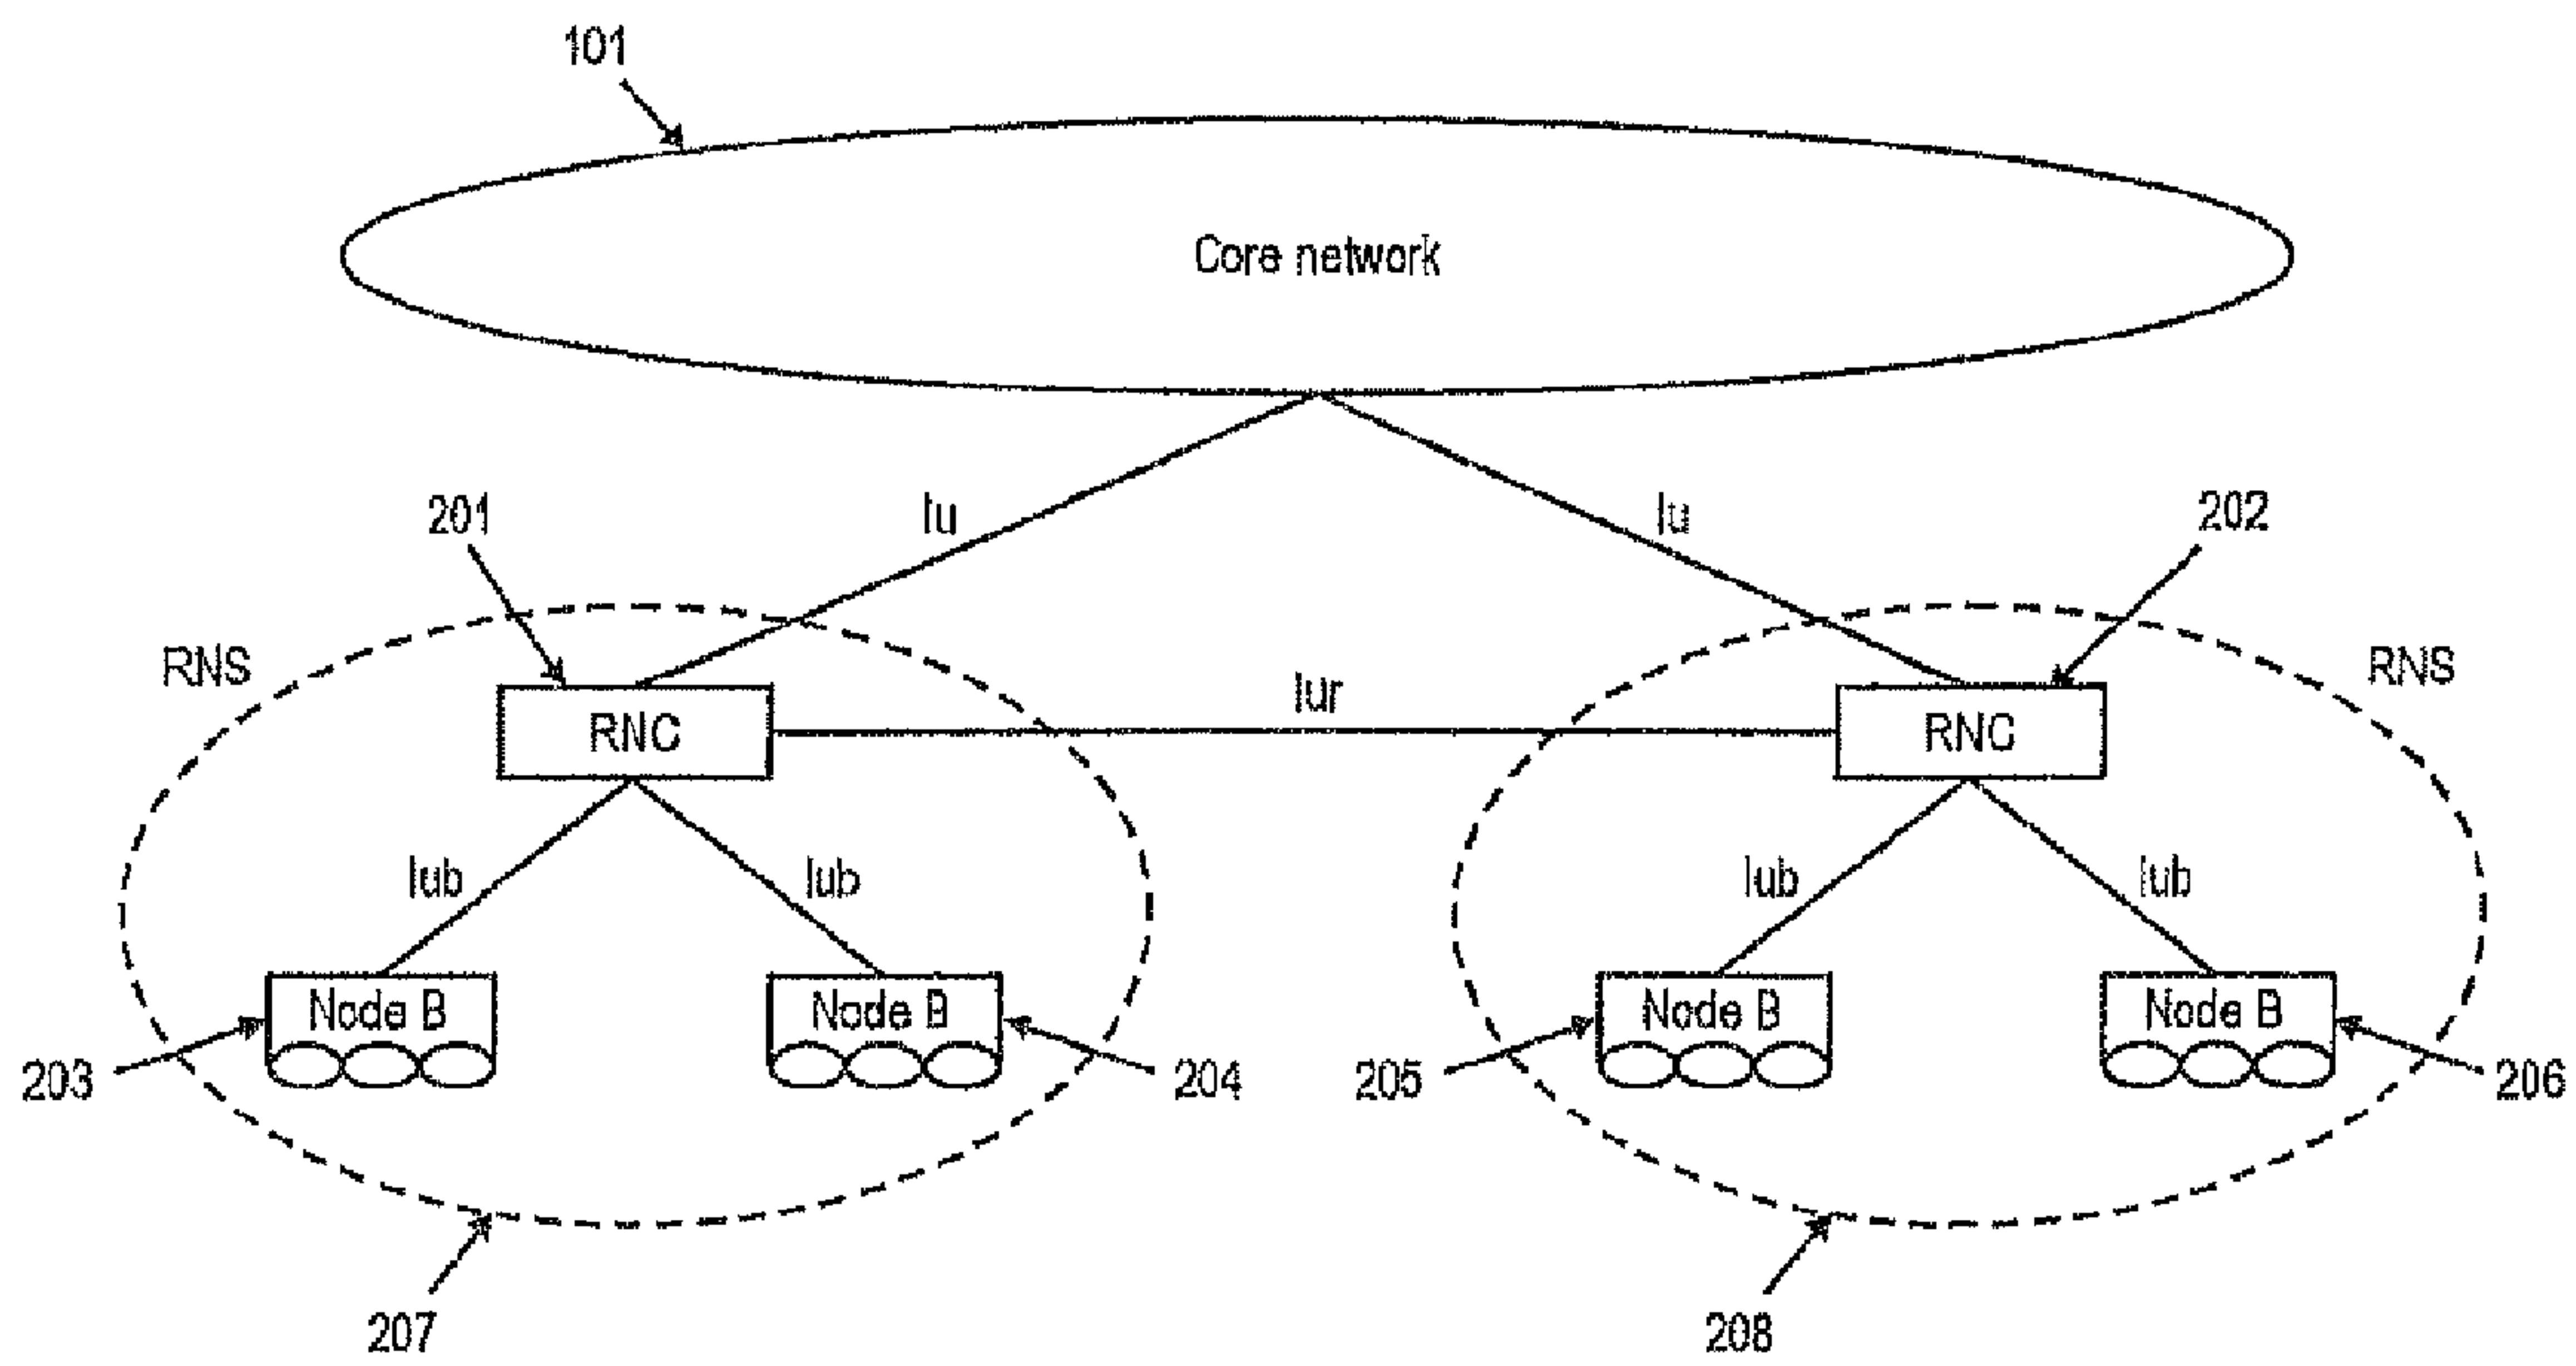 101
Core network
201
Iu
Iu
202
RNS
RNS
RNC
Iur
RNC
Iub
Iub
Iub
Iub
Node B
Node B
Node B
Node B
203
204
205
206
207
208